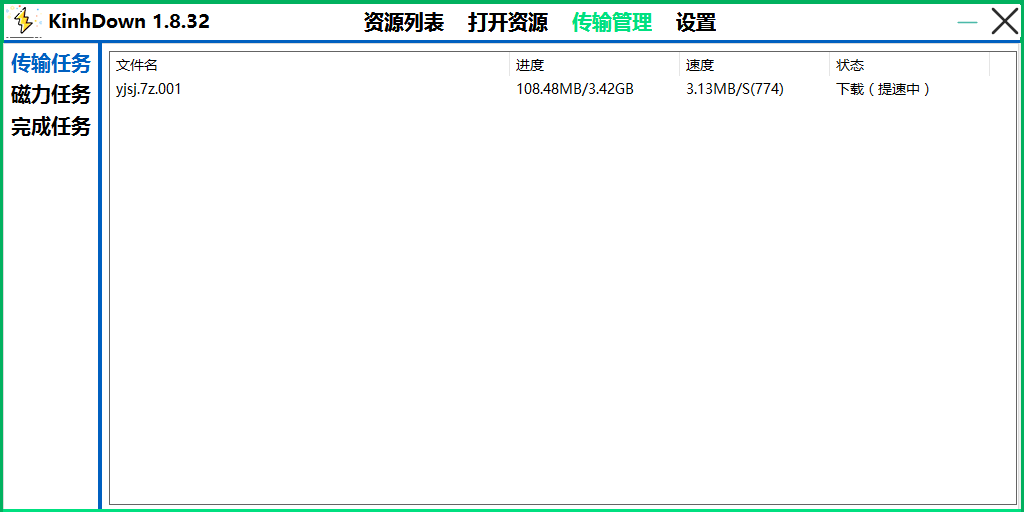 KinhDown 1.8.32 资源列表 打开资源 传输管理 设置
传输任务
磁力任务
完成任务
文件名 进度 速度 状态
yjsj.7z.001 108.48MB/3.42GB 3.13MB/S(774) 下载（提速中）